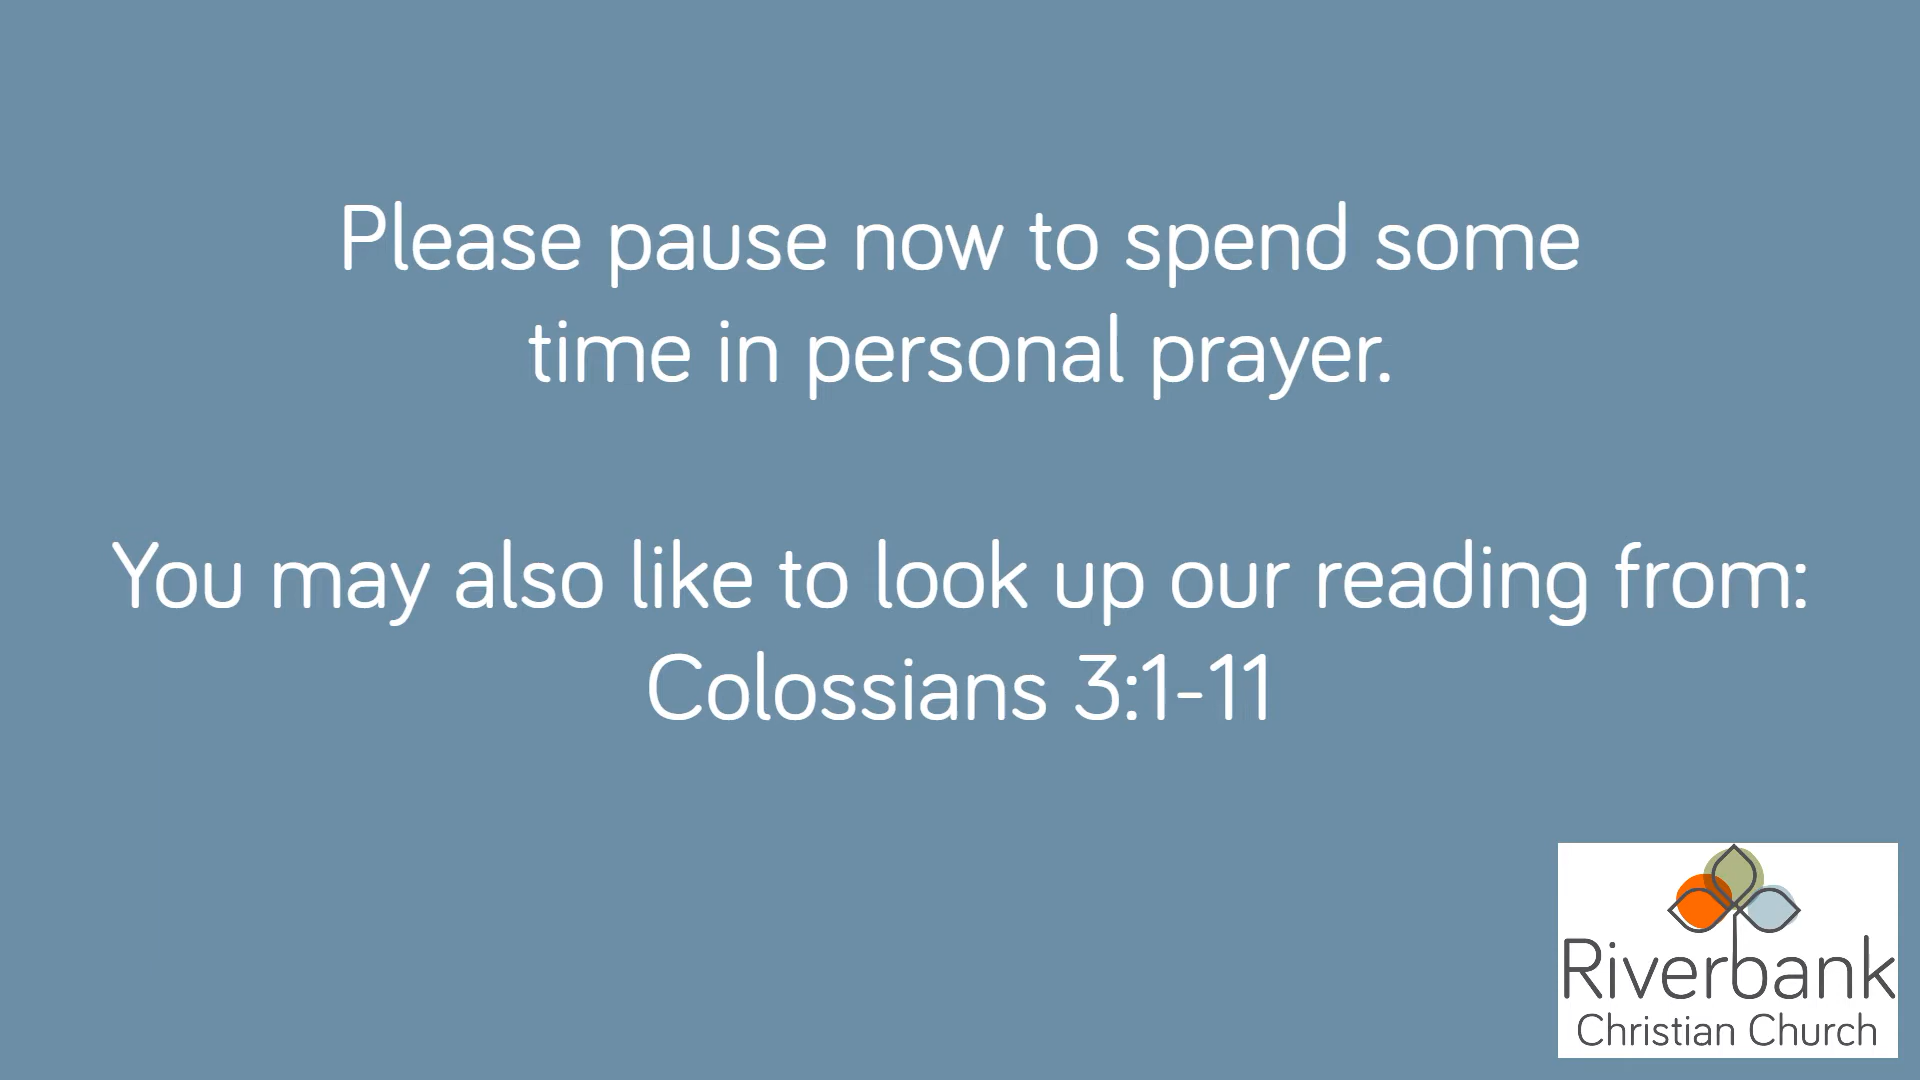 Please pause now to spend some
time in personal prayer.
You may also like to look up our reading from:
Colossians 3:1-11
Riverbank
Christian Church